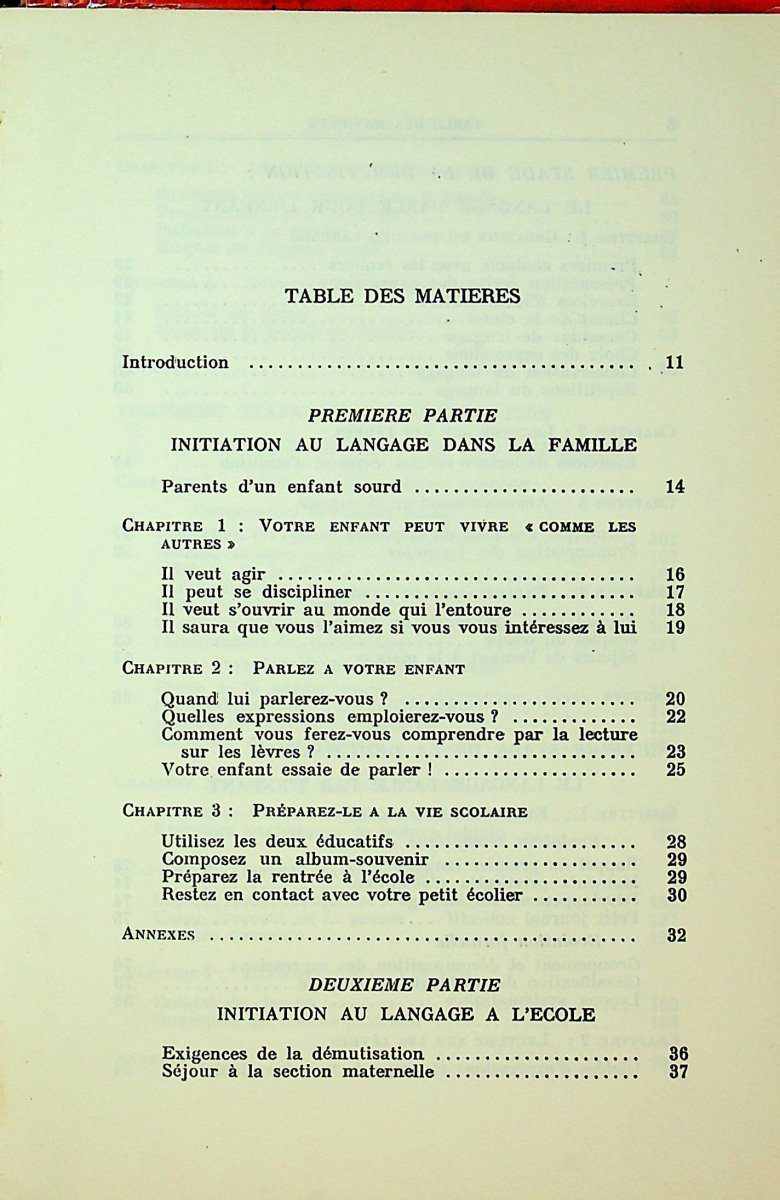 TABLE DES MATIERES
Introduction ........................................ 11
PREMIERE PARTIE
INITIATION AU LANGAGE DANS LA FAMILLE
Parents d'un enfant sourd ....................... 14
CHAPITRE 1 : VOTRE ENFANT PEUT VIVRE « COMME LES
AUTRES »
Il veut agir ..................................... 16
Il peut se discipliner ............................ 17
Il veut s'ouvrir au monde qui l'entoure ............ 18
Il saura que vous l'aimez si vous vous intéressez à lui 19
CHAPITRE 2 : PARLEZ A VOTRE ENFANT
Quand lui parlerez-vous ? ........................ 20
Quelles expressions emploierez-vous ? ............. 22
Comment vous ferez-vous comprendre par la lecture
sur les lèvres ? ................................ 23
Votre enfant essaie de parler ! .................... 25
CHAPITRE 3 : PRÉPAREZ-LE A LA VIE SCOLAIRE
Utilisez les deux éducatifs ........................ 28
Composez un album-souvenir .................... 29
Préparez la rentrée à l'école ....................... 29
Restez en contact avec votre petit écolier ........... 30
ANNEXES ............................................ 32
DEUXIEME PARTIE
INITIATION AU LANGAGE A L'ECOLE
Exigences de la démutisation ..................... 36
Séjour à la section maternelle .................... 37